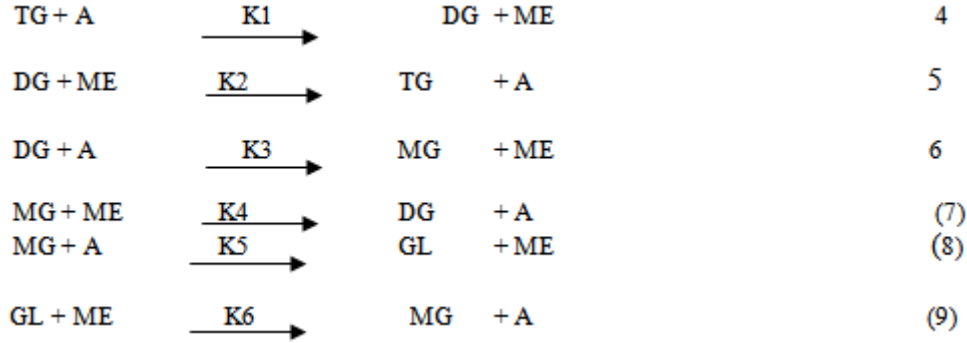 TG + A K1 DG + ME 4
DG + ME K2 TG + A 5
DG + A K3 MG + ME 6
MG + ME K4 DG + A (7)
MG + A K5 GL + ME (8)
GL + ME K6 MG + A (9)